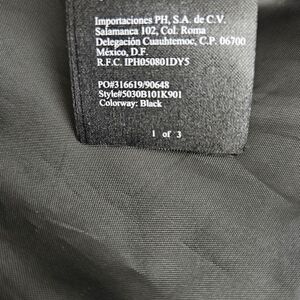 Importaciones PH, S.A. de C.V.
Salamanca 102, Col. Roma
Delegación Cuauhtemoc, C.P. 06700
México, D.F.
R.F.C. IPH050801DY5
PO#316619/90648
Style#5030B101K901
Colorway: Black
1 of 3